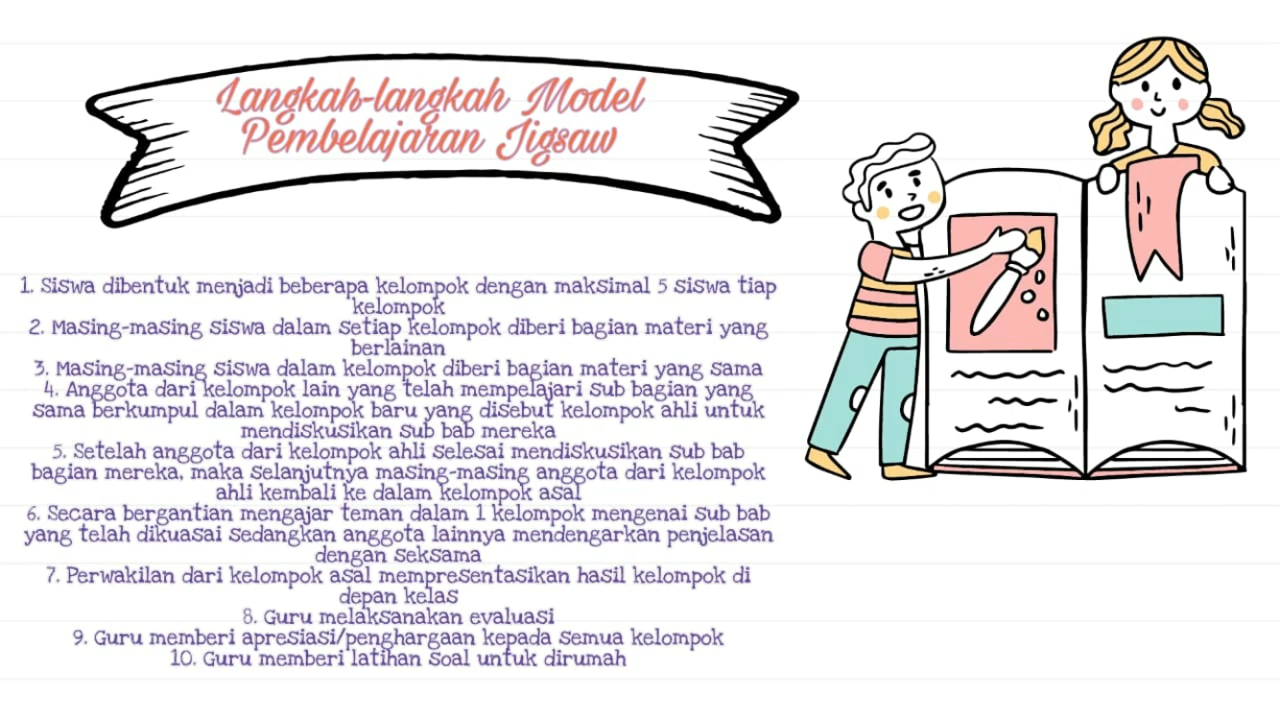 Langkah-langkah Model
Pembelajaran Jigsaw
1. Siswa dibentuk menjadi beberapa kelompok dengan maksimal 5 siswa tiap
kelompok
2. Masing-masing siswa dalam setiap kelompok diberi bagian materi yang
berlainan
3. Masing-masing siswa dalam kelompok diberi bagian materi yang sama
4. Anggota dari kelompok lain yang telah mempelajari sub bagian yang
sama berkumpul dalam kelompok baru yang disebut kelompok ahli untuk
mendiskusikan sub bab mereka
5. Setelah anggota dari kelompok ahli selesai mendiskusikan sub bab
bagian mereka, maka selanjutnya masing-masing anggota dari kelompok
ahli kembali ke dalam kelompok asal
6. Secara bergantian mengajar teman dalam 1 kelompok mengenai sub bab
yang telah dikuasai sedangkan anggota lainnya mendengarkan penjelasan
dengan seksama
7. Perwakilan dari kelompok asal mempresentasikan hasil kelompok di
depan kelas
8. Guru melaksanakan evaluasi
9. Guru memberi apresiasi/penghargaan kepada semua kelompok
10. Guru memberi latihan soal untuk dirumah